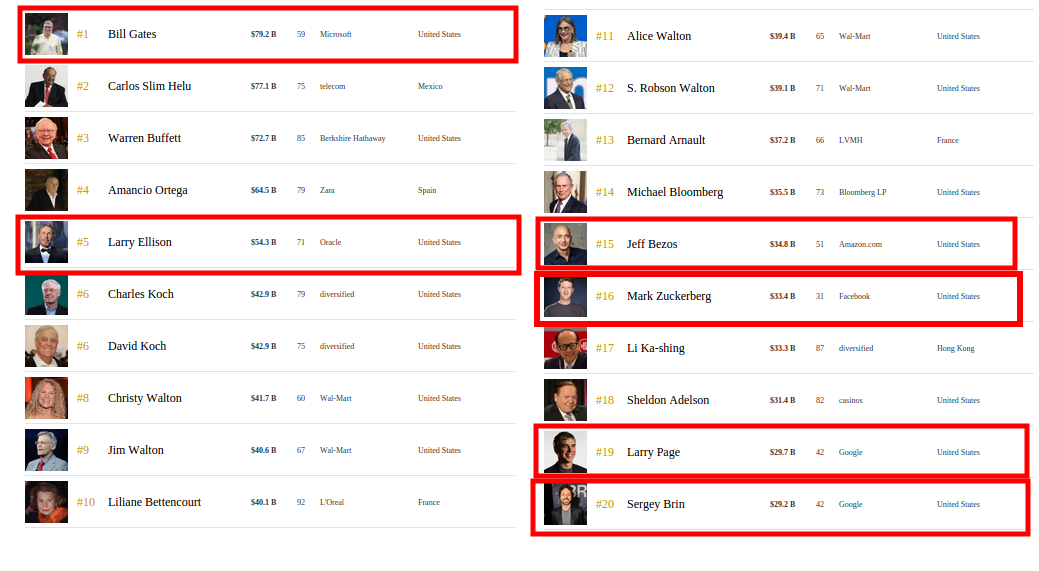 #1 Bill Gates $79.2 B 59 Microsoft United States
#2 Carlos Slim Helu $77.1 B 75 telecom Mexico
#3 Warren Buffett $72.7 B 85 Berkshire Hathaway United States
#4 Amancio Ortega $64.5 B 79 Zara Spain
#5 Larry Ellison $54.3 B 71 Oracle United States
#6 Charles Koch $42.9 B 79 diversified United States
#6 David Koch $42.9 B 75 diversified United States
#8 Christy Walton $41.7 B 60 Wal-Mart United States
#9 Jim Walton $40.6 B 67 Wal-Mart United States
#10 Liliane Bettencourt $40.1 B 92 L'Oreal France
#11 Alice Walton $39.4 B 65 Wal-Mart United States
#12 S. Robson Walton $39.1 B 71 Wal-Mart United States
#13 Bernard Arnault $37.2 B 66 LVMH France
#14 Michael Bloomberg $35.5 B 73 Bloomberg LP United States
#15 Jeff Bezos $34.8 B 51 Amazon.com United States
#16 Mark Zuckerberg $33.4 B 31 Facebook United States
#17 Li Ka-shing $33.3 B 87 diversified Hong Kong
#18 Sheldon Adelson $31.4 B 82 casinos United States
#19 Larry Page $29.7 B 42 Google United States
#20 Sergey Brin $29.2 B 42 Google United States